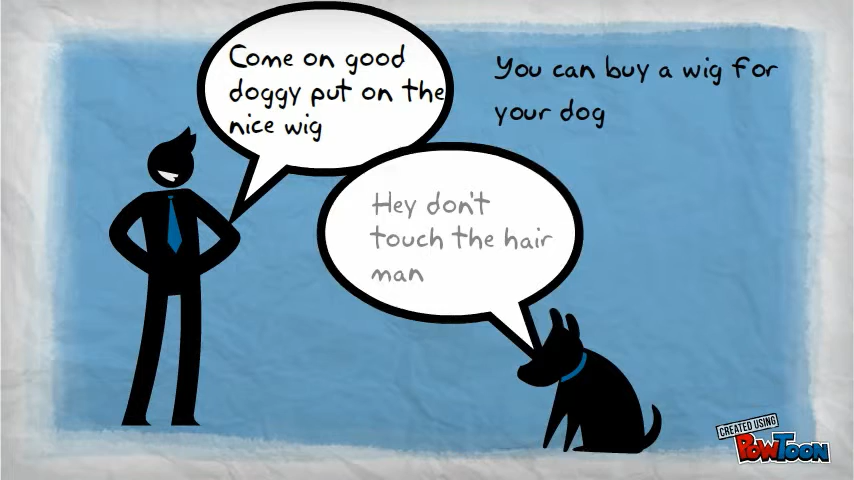 Come on good
doggy put on the
nice wig
You can buy a wig for
your dog
Hey don't
touch the hair
man
CREATED USING
POWTOON